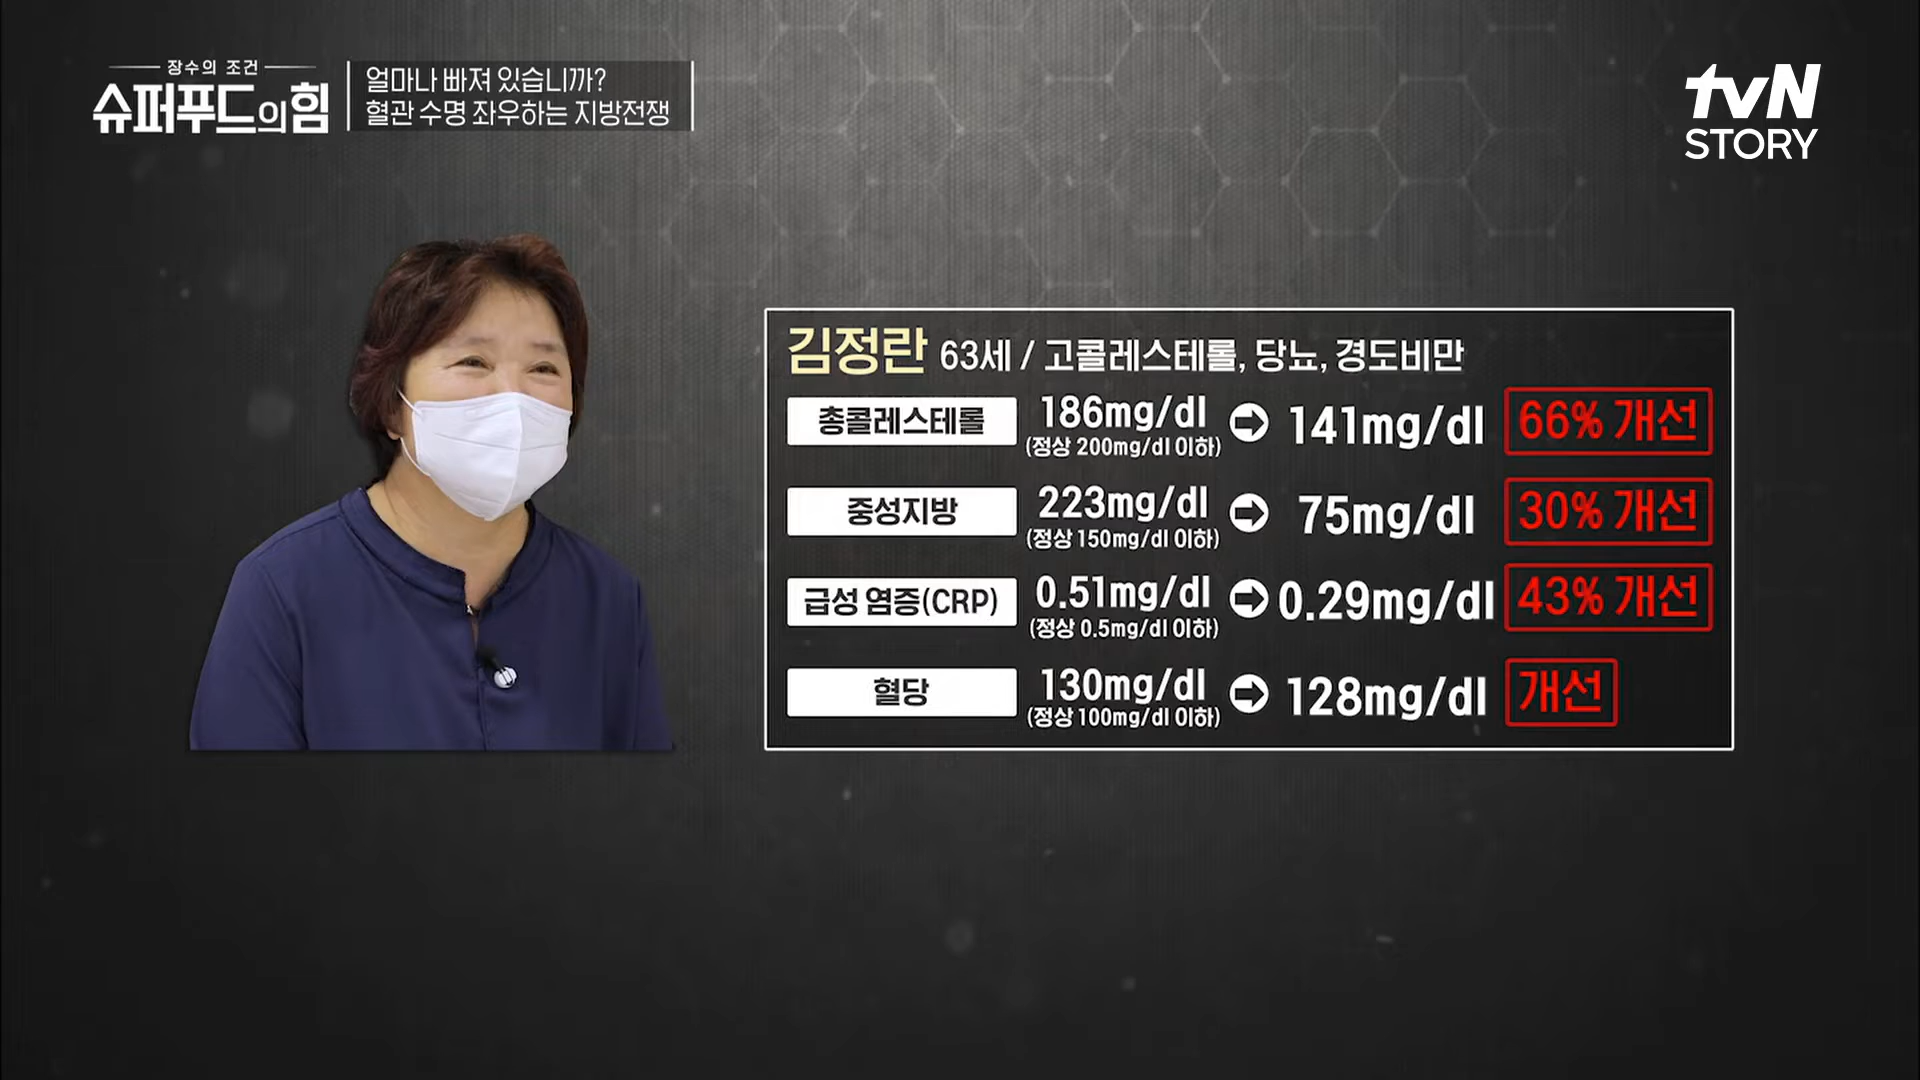 장수의 조건
슈퍼푸드의 힘
얼마나 빠져 있습니까?
혈관 수명 좌우하는 지방전쟁
tvN
STORY
김정란 63세 / 고콜레스테롤, 당뇨, 경도비만
총콜레스테롤 186mg/dl (정상 200mg/dl 이하) 141mg/dl 66% 개선
중성지방 223mg/dl (정상 150mg/dl 이하) 75mg/dl 30% 개선
급성 염증(CRP) 0.51mg/dl (정상 0.5mg/dl 이하) 0.29mg/dl 43% 개선
혈당 130mg/dl (정상 100mg/dl 이하) 128mg/dl 개선